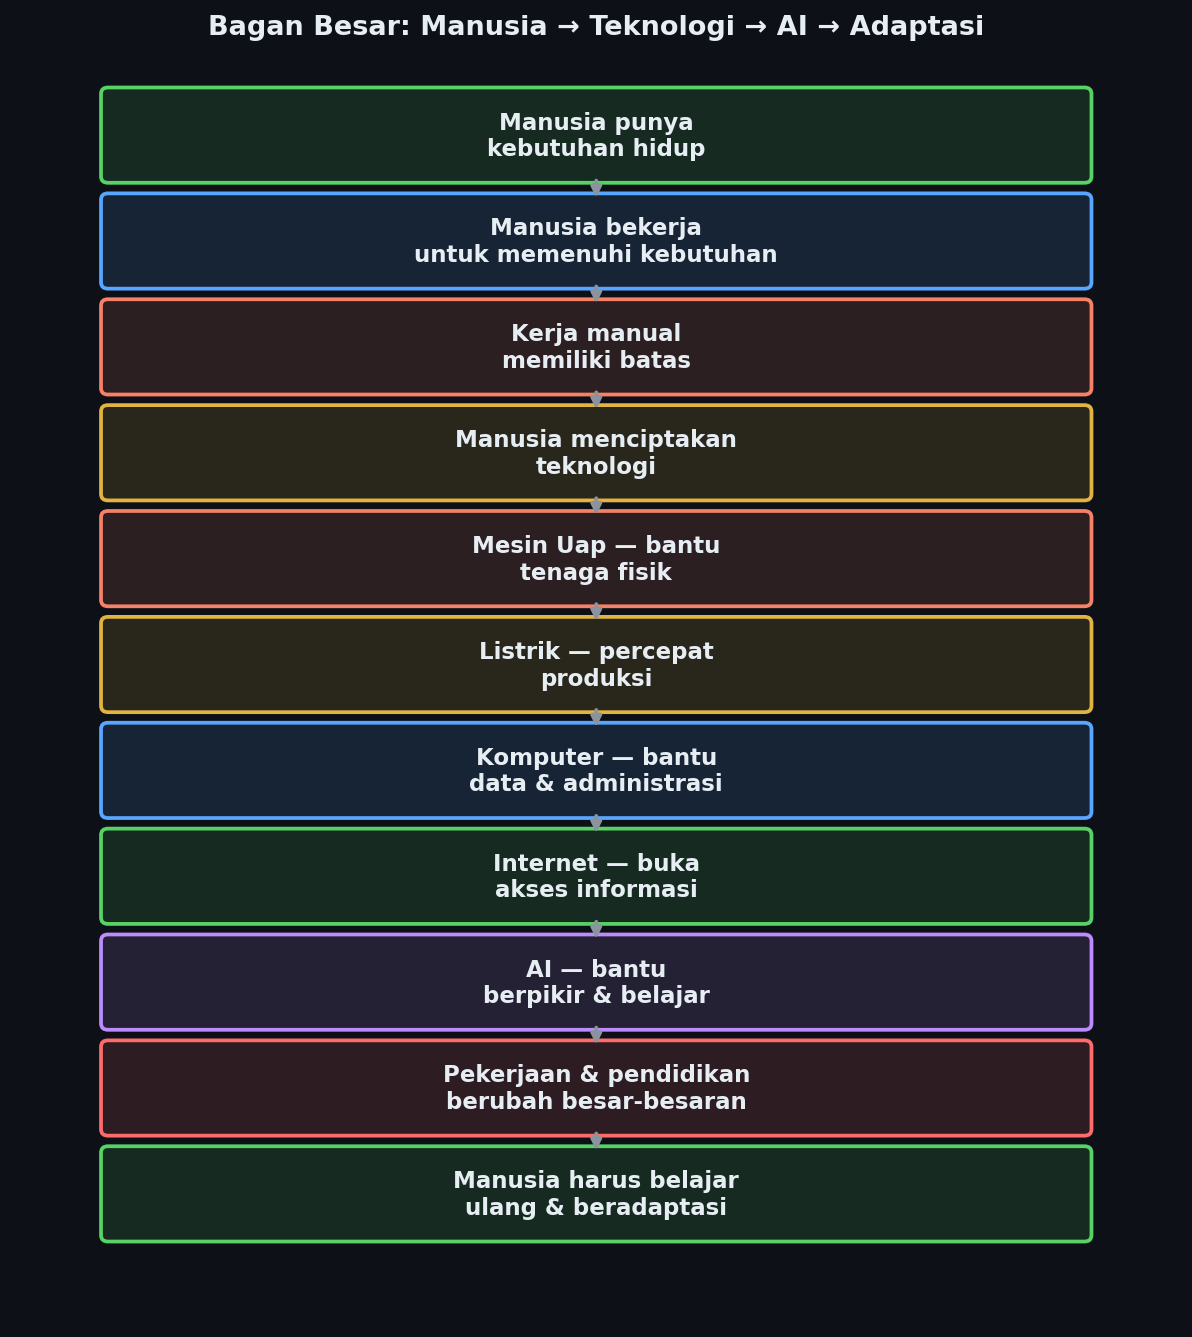 Bagan Besar: Manusia → Teknologi → AI → Adaptasi
Manusia punya
kebutuhan hidup
Manusia bekerja
untuk memenuhi kebutuhan
Kerja manual
memiliki batas
Manusia menciptakan
teknologi
Mesin Uap — bantu
tenaga fisik
Listrik — percepat
produksi
Komputer — bantu
data & administrasi
Internet — buka
akses informasi
AI — bantu
berpikir & belajar
Pekerjaan & pendidikan
berubah besar-besaran
Manusia harus belajar
ulang & beradaptasi